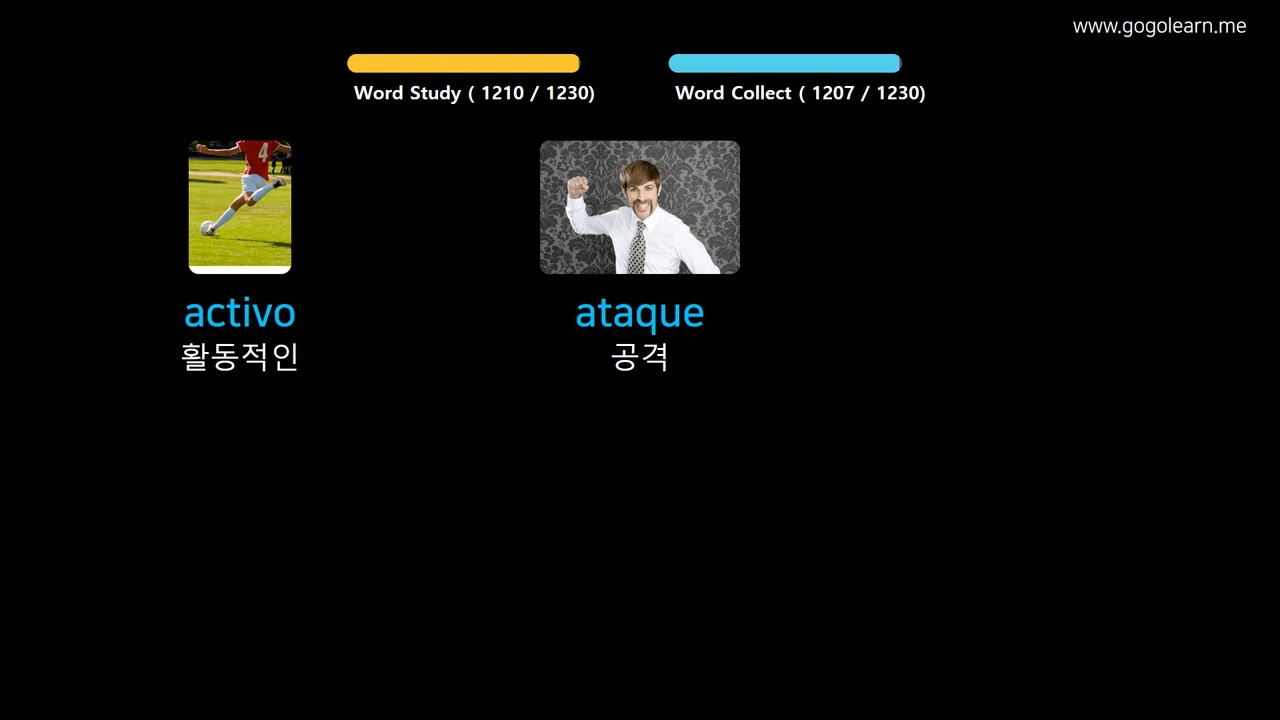 www.gogolearn.me
Word Study ( 1210 / 1230)
Word Collect ( 1207 / 1230)
4
activo
활동적인
ataque
공격